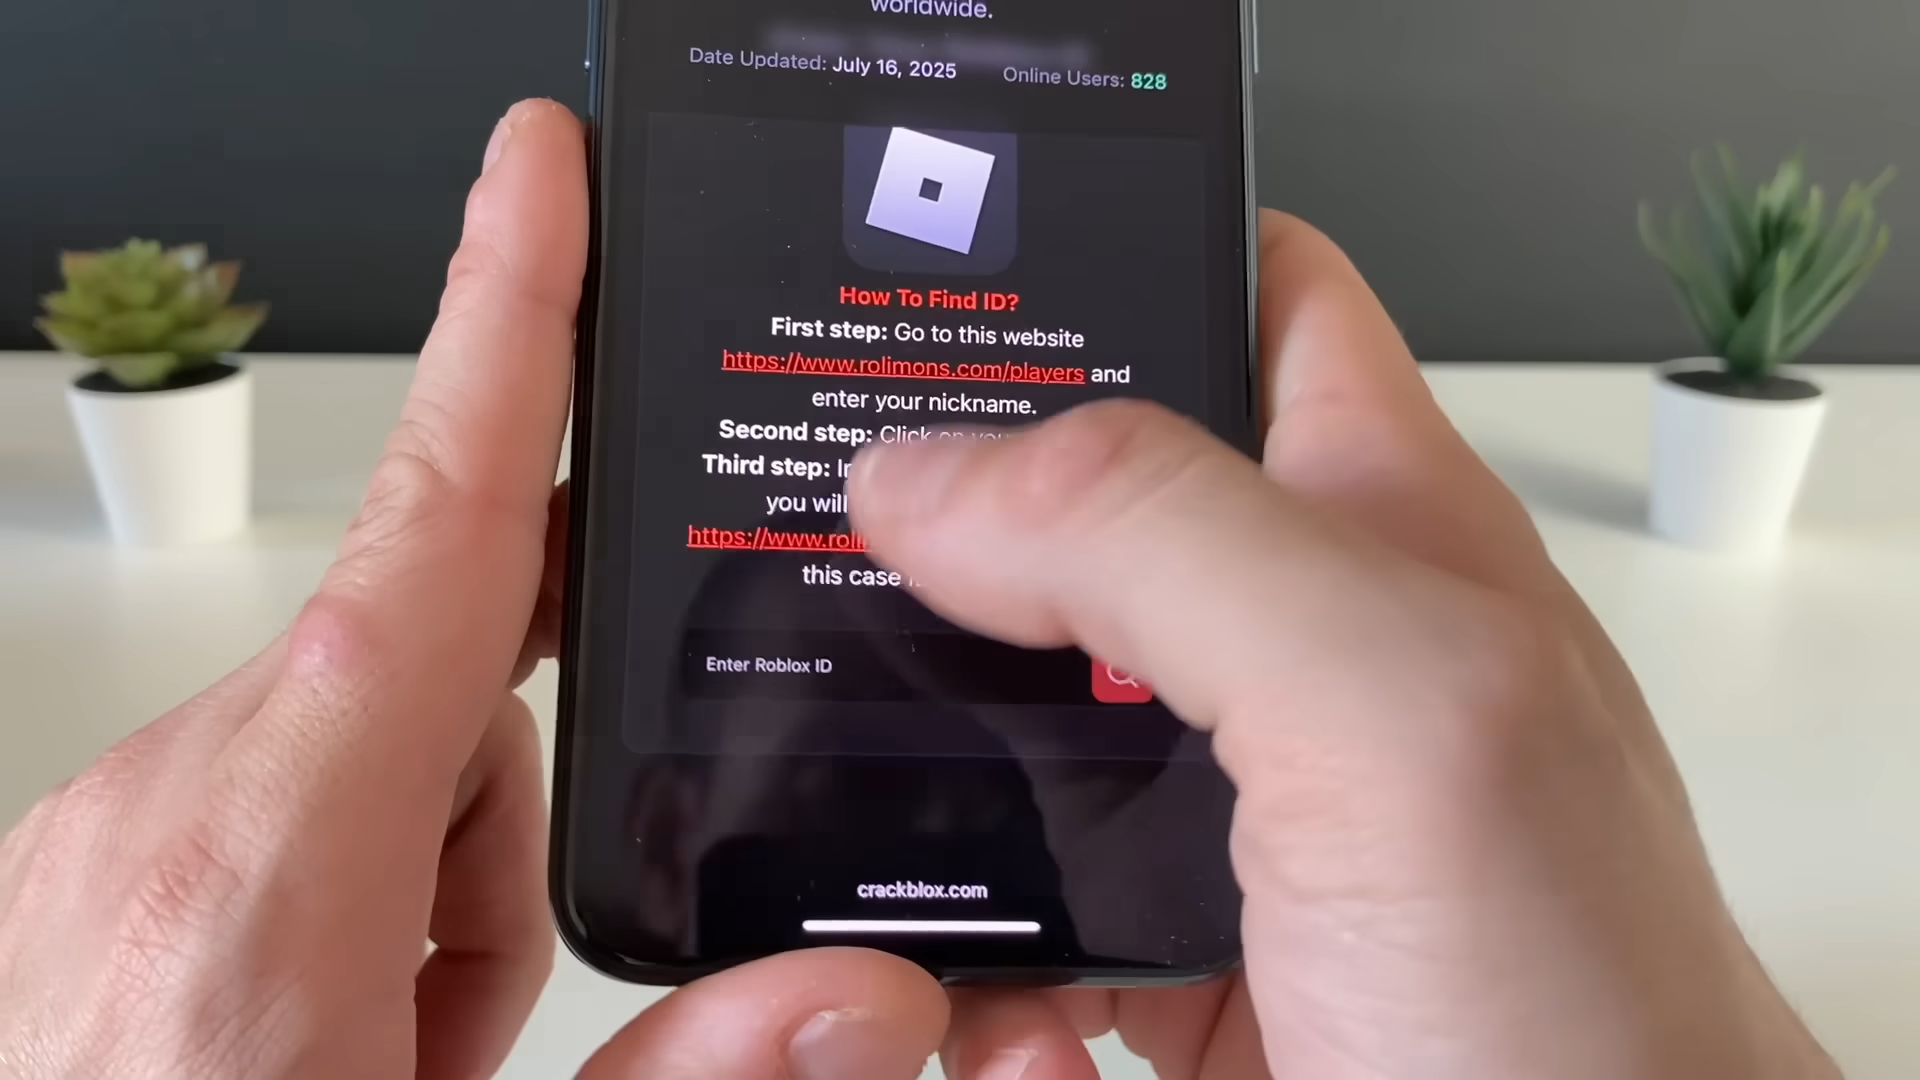 worldwide.
Date Updated: July 16, 2025 Online Users: 828
How To Find ID?
First step: Go to this website
https://www.rolimons.com/players and
enter your nickname.
Second step: Click on
Third step:
you will
https://www.
this case
Enter Roblox ID
crackblox.com